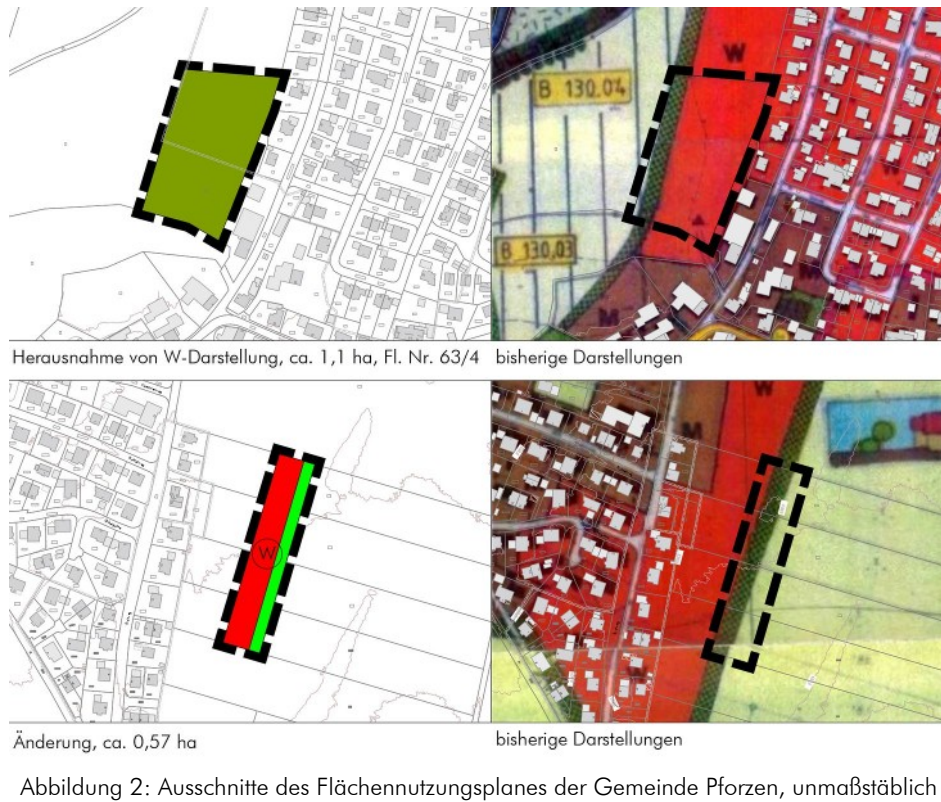 B 130.04
W
B 130,03
W
M
M
Herausnahme von W-Darstellung, ca. 1,1 ha, Fl. Nr. 63/4
bisherige Darstellungen
W
W
M
Änderung, ca. 0,57 ha
bisherige Darstellungen
Abbildung 2: Ausschnitte des Flächennutzungsplanes der Gemeinde Pforzen, unmaßstäblich